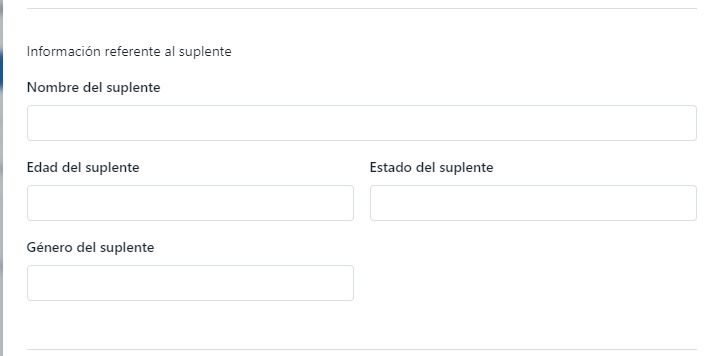 Información referente al suplente
Nombre del suplente
Edad del suplente
Estado del suplente
Género del suplente